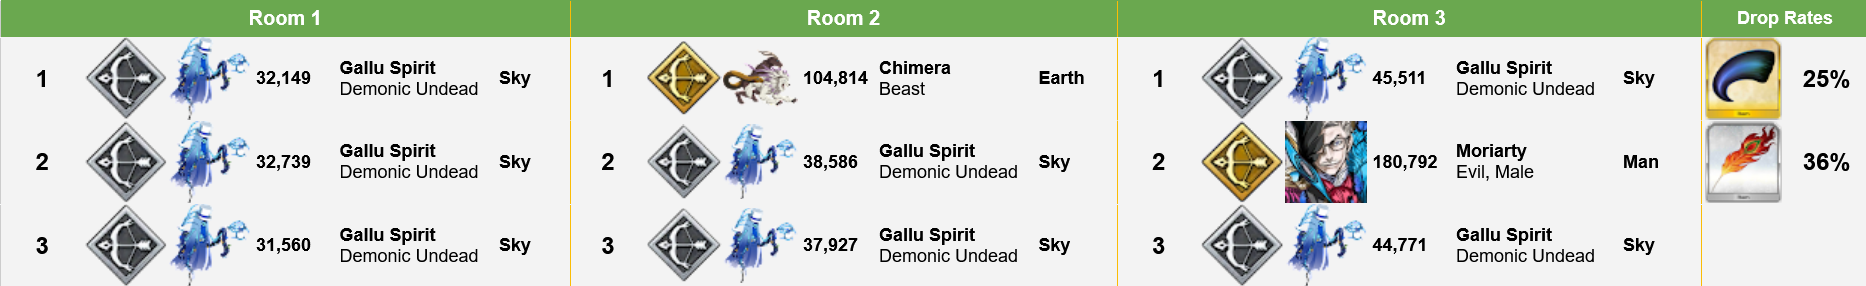 Room 1 Room 2 Room 3 Drop Rates
1 32,149 Gallu Spirit Demonic Undead Sky 1 104,814 Chimera Beast Earth 1 45,511 Gallu Spirit Demonic Undead Sky 25%
2 32,739 Gallu Spirit Demonic Undead Sky 2 38,586 Gallu Spirit Demonic Undead Sky 2 180,792 Moriarty Evil, Male Man 36%
3 31,560 Gallu Spirit Demonic Undead Sky 3 37,927 Gallu Spirit Demonic Undead Sky 3 44,771 Gallu Spirit Demonic Undead Sky